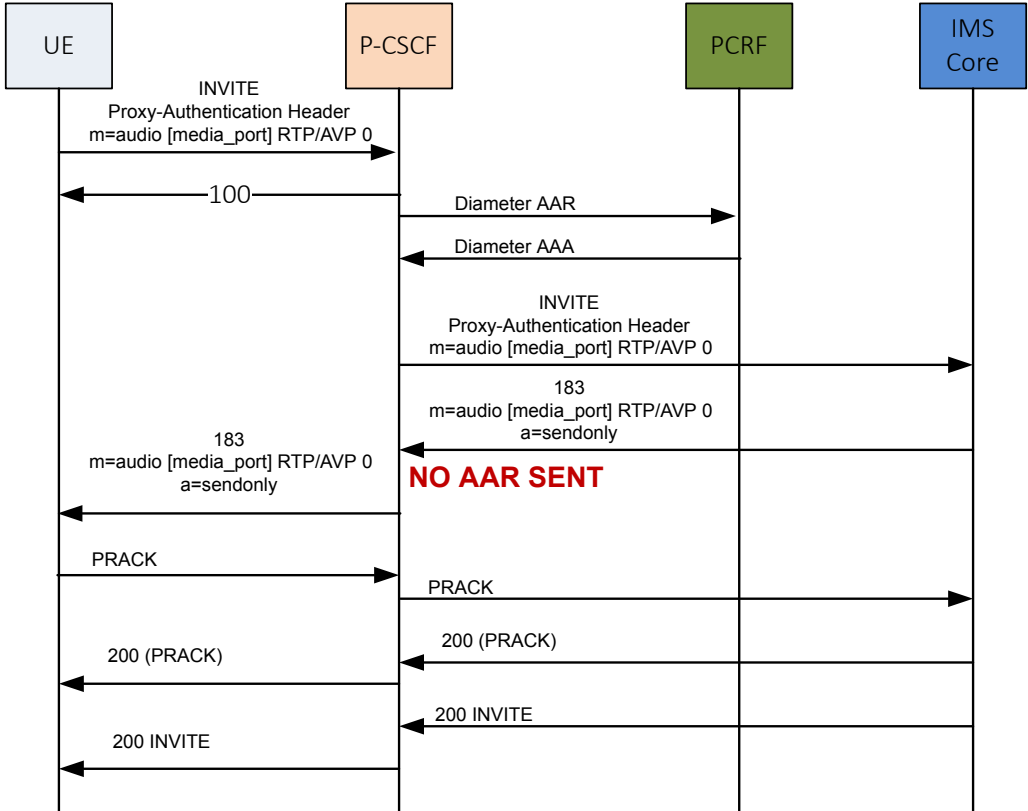 UE
P-CSCF
PCRF
IMS
Core
INVITE
Proxy-Authentication Header
m=audio [media_port] RTP/AVP 0
100
Diameter AAR
Diameter AAA
INVITE
Proxy-Authentication Header
m=audio [media_port] RTP/AVP 0
183
m=audio [media_port] RTP/AVP 0
a=sendonly
183
m=audio [media_port] RTP/AVP 0
a=sendonly
NO AAR SENT
PRACK
PRACK
200 (PRACK)
200 (PRACK)
200 INVITE
200 INVITE